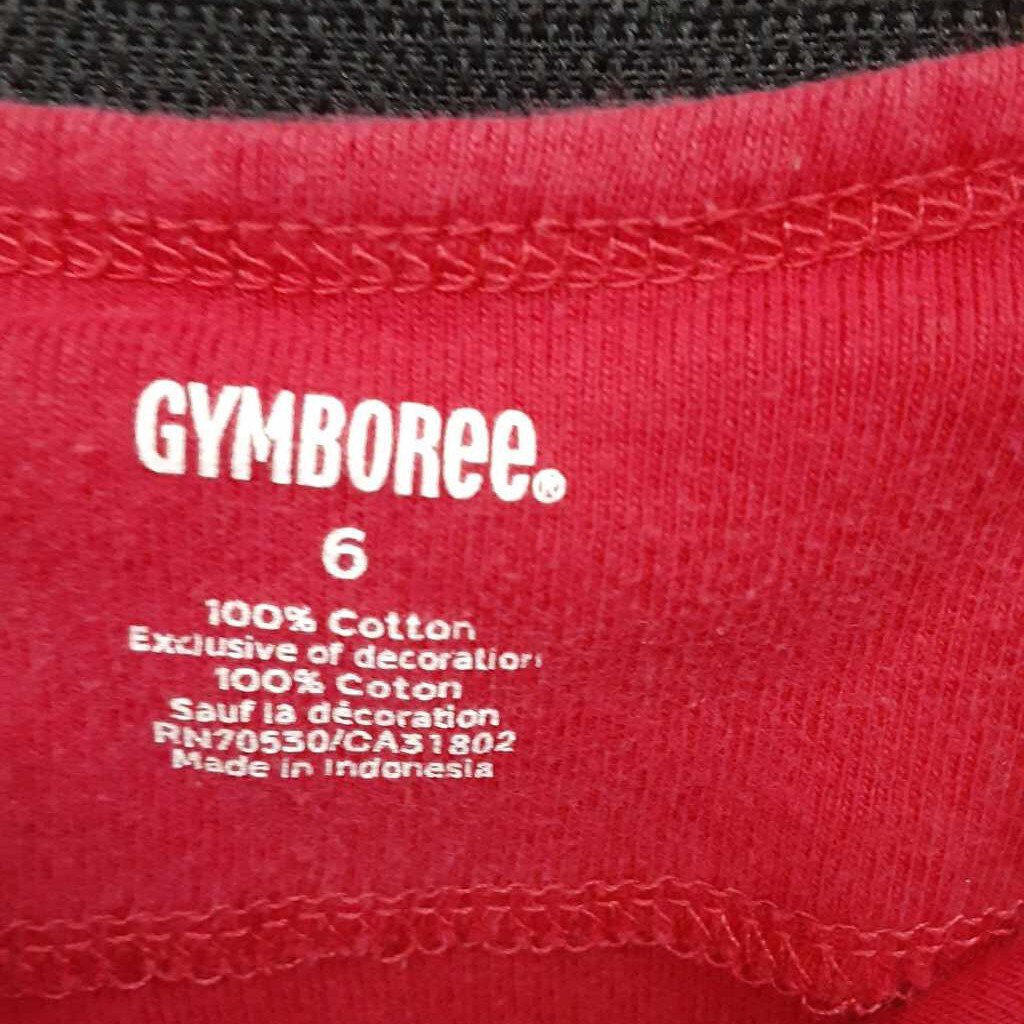 GYMBORee®
6
100% Cotton
Exclusive of decoration
100% Coton
Sauf la décoration
RN70530/CA31802
Made in Indonesia